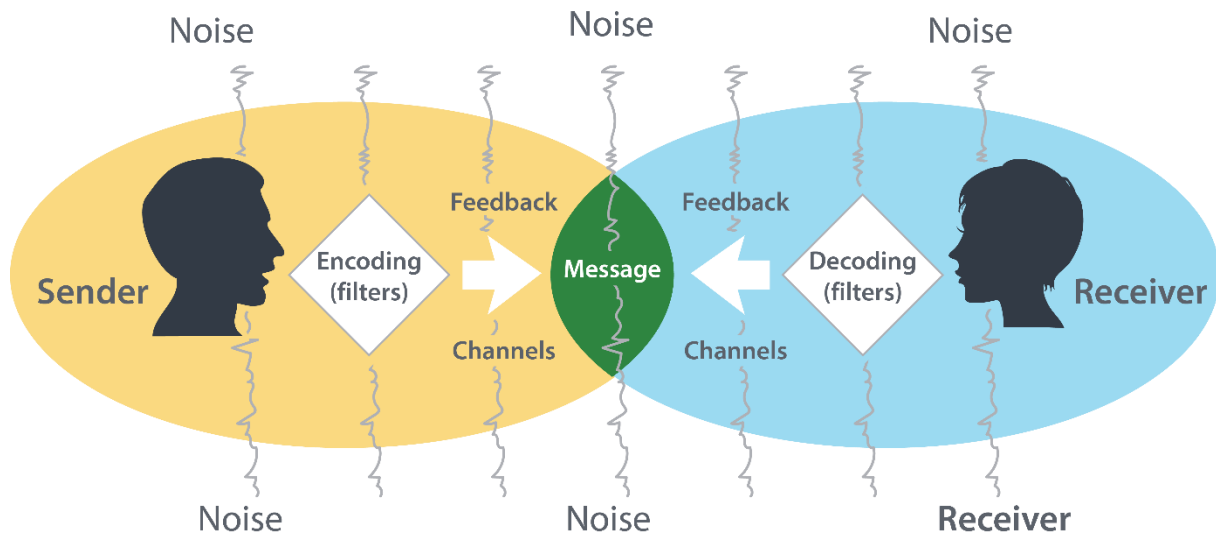 Noise
Noise
Noise
Feedback
Feedback
Sender
Encoding
(filters)
Message
Decoding
(filters)
Receiver
Channels
Channels
Noise
Noise
Receiver